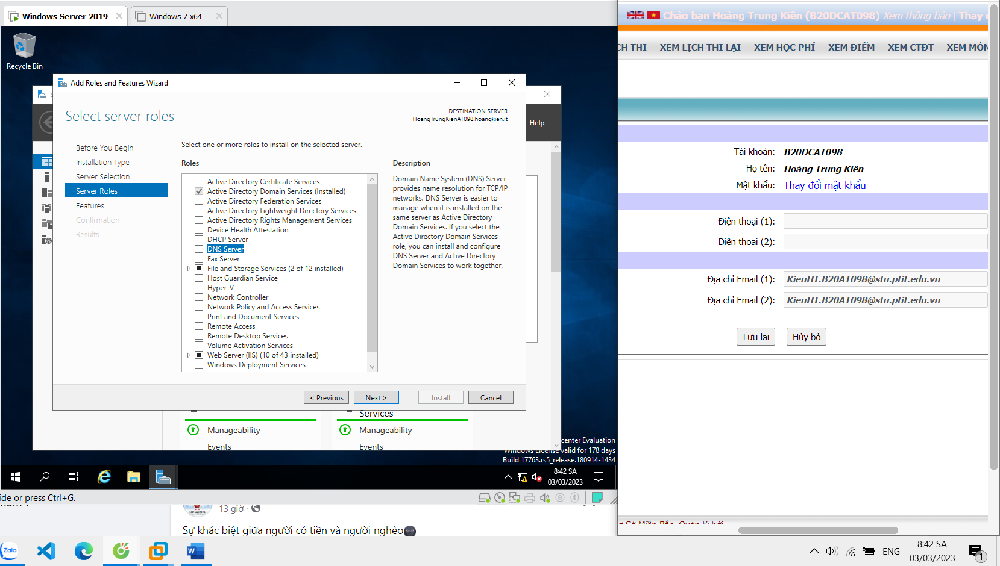 Windows Server 2019
Windows 7 x64
Recycle Bin
Add Roles and Features Wizard
Select server roles
DESTINATION SERVER
HoangTrungKienAT098.hoangkien.it
Help
Before You Begin
Installation Type
Server Selection
Server Roles
Features
Confirmation
Results
Select one or more roles to install on the selected server.
Roles
Active Directory Certificate Services
Active Directory Domain Services (Installed)
Active Directory Federation Services
Active Directory Lightweight Directory Services
Active Directory Rights Management Services
Device Health Attestation
DHCP Server
DNS Server
Fax Server
File and Storage Services (2 of 12 installed)
Host Guardian Service
Hyper-V
Network Controller
Network Policy and Access Services
Print and Document Services
Remote Access
Remote Desktop Services
Volume Activation Services
Web Server (IIS) (10 of 43 installed)
Windows Deployment Services
Description
Domain Name System (DNS) Server
provides name resolution for TCP/IP
networks. DNS Server is easier to
manage when it is installed on the
same server as Active Directory
Domain Services. If you select the
Active Directory Domain Services
role, you can install and configure
DNS Server and Active Directory
Domain Services to work together.
< Previous
Next >
Install
Cancel
Services
Manageability
Manageability
Events
Events
center Evaluation
Windows License valid for 178 days
Build 17763.rs5_release.180914-1434
8:42 SA
03/03/2023
ide or press Ctrl+G.
13 giờ ·
Sự khác biệt giữa người có tiền và người nghèo
Chào bạn Hoàng Trung Kiên (B20DCAT098) Xem thông báo | Thay
CH THI XEM LỊCH THI LẠI XEM HỌC PHÍ XEM ĐIỂM XEM CTĐT XEM MÔN
Tài khoản: B20DCAT098
Họ tên: Hoàng Trung Kiên
Mật khẩu: Thay đổi mật khẩu
Điện thoại (1):
Điện thoại (2):
Địa chỉ Email (1): KienHT.B20AT098@stu.ptit.edu.vn
Địa chỉ Email (2): KienHT.B20AT098@stu.ptit.edu.vn
Lưu lại
Hủy bỏ
Sở Miền Bắc. Quản lý bởi
Zalo
ENG
8:42 SA
03/03/2023
1